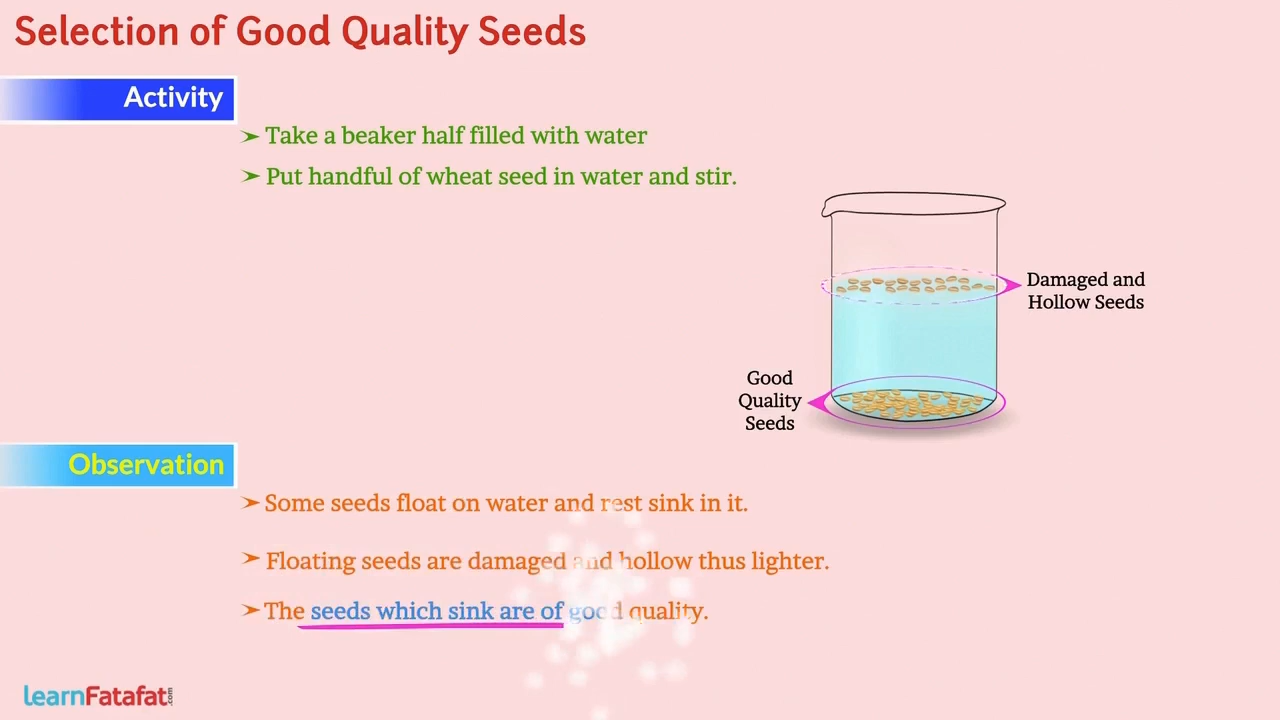 Selection of Good Quality Seeds
Activity
➢ Take a beaker half filled with water
➢ Put handful of wheat seed in water and stir.
Damaged and
Hollow Seeds
Good
Quality
Seeds
Observation
➢ Some seeds float on water and rest sink in it.
➢ Floating seeds are damaged and hollow thus lighter.
➢ The seeds which sink are of good quality.
learnFatafat.com